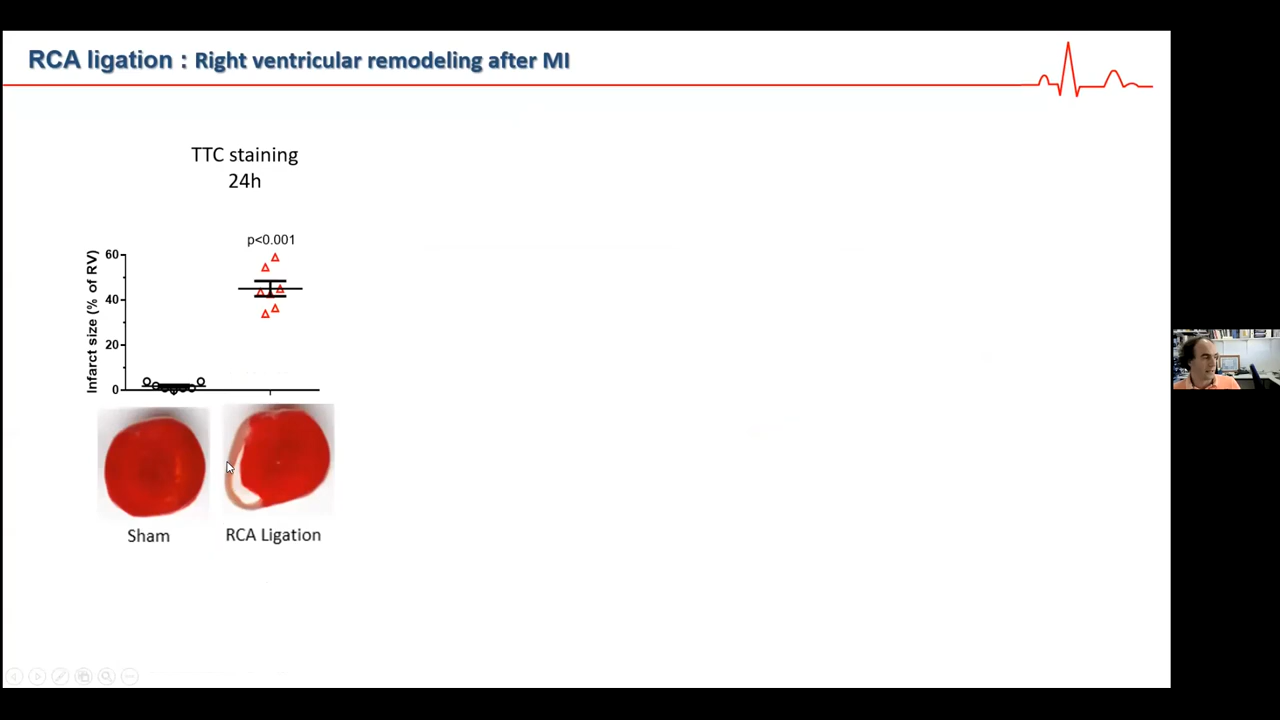 RCA ligation : Right ventricular remodeling after MI
TTC staining
24h
p<0.001
60
40
20
0
Infarct size (% of RV)
Sham
RCA Ligation